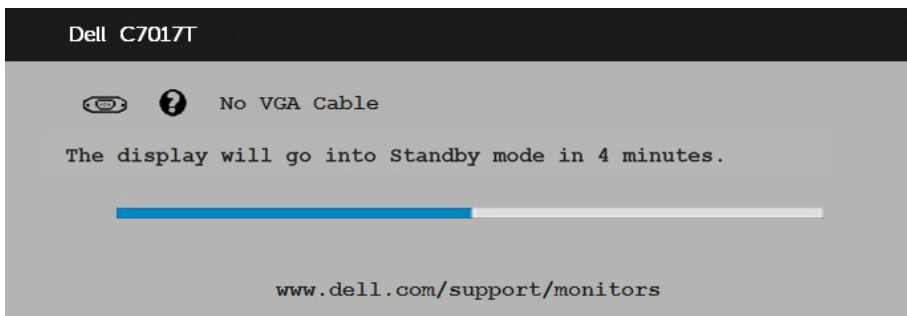 Dell C7017T
No VGA Cable
The display will go into Standby mode in 4 minutes.
www.dell.com/support/monitors